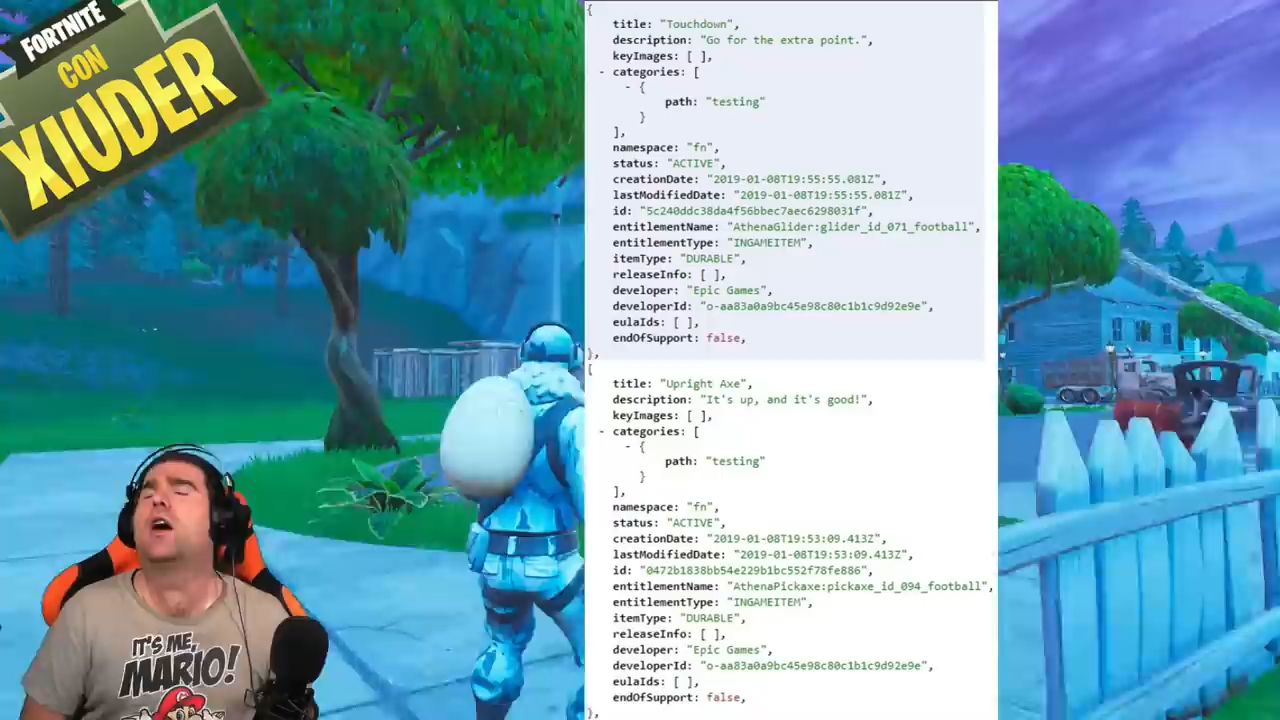 FORTNITE
CON
XIUDER
{
title: "Touchdown",
description: "Go for the extra point.",
keyImages: [ ],
- categories: [
- {
path: "testing"
}
],
namespace: "fn",
status: "ACTIVE",
creationDate: "2019-01-08T19:55:55.081Z",
lastModifiedDate: "2019-01-08T19:55:55.081Z",
id: "5c240ddc38da4f56bbec7aec6298031f",
entitlementName: "AthenaGlider:glider_id_071_football",
entitlementType: "INGAMEITEM",
itemType: "DURABLE",
releaseInfo: [ ],
developer: "Epic Games",
developerId: "o-aa83a0a9bc45e98c80c1b1c9d92e9e",
eulaIds: [ ],
endOfSupport: false,
},
{
title: "Upright Axe",
description: "It's up, and it's good!",
keyImages: [ ],
- categories: [
- {
path: "testing"
}
],
namespace: "fn",
status: "ACTIVE",
creationDate: "2019-01-08T19:53:09.413Z",
lastModifiedDate: "2019-01-08T19:53:09.413Z",
id: "0472b1838bb54e229b1bc552f78fe886",
entitlementName: "AthenaPickaxe:pickaxe_id_094_football",
entitlementType: "INGAMEITEM",
itemType: "DURABLE",
releaseInfo: [ ],
developer: "Epic Games",
developerId: "o-aa83a0a9bc45e98c80c1b1c9d92e9e",
eulaIds: [ ],
endOfSupport: false,
},
IT'S ME,
MARIO!